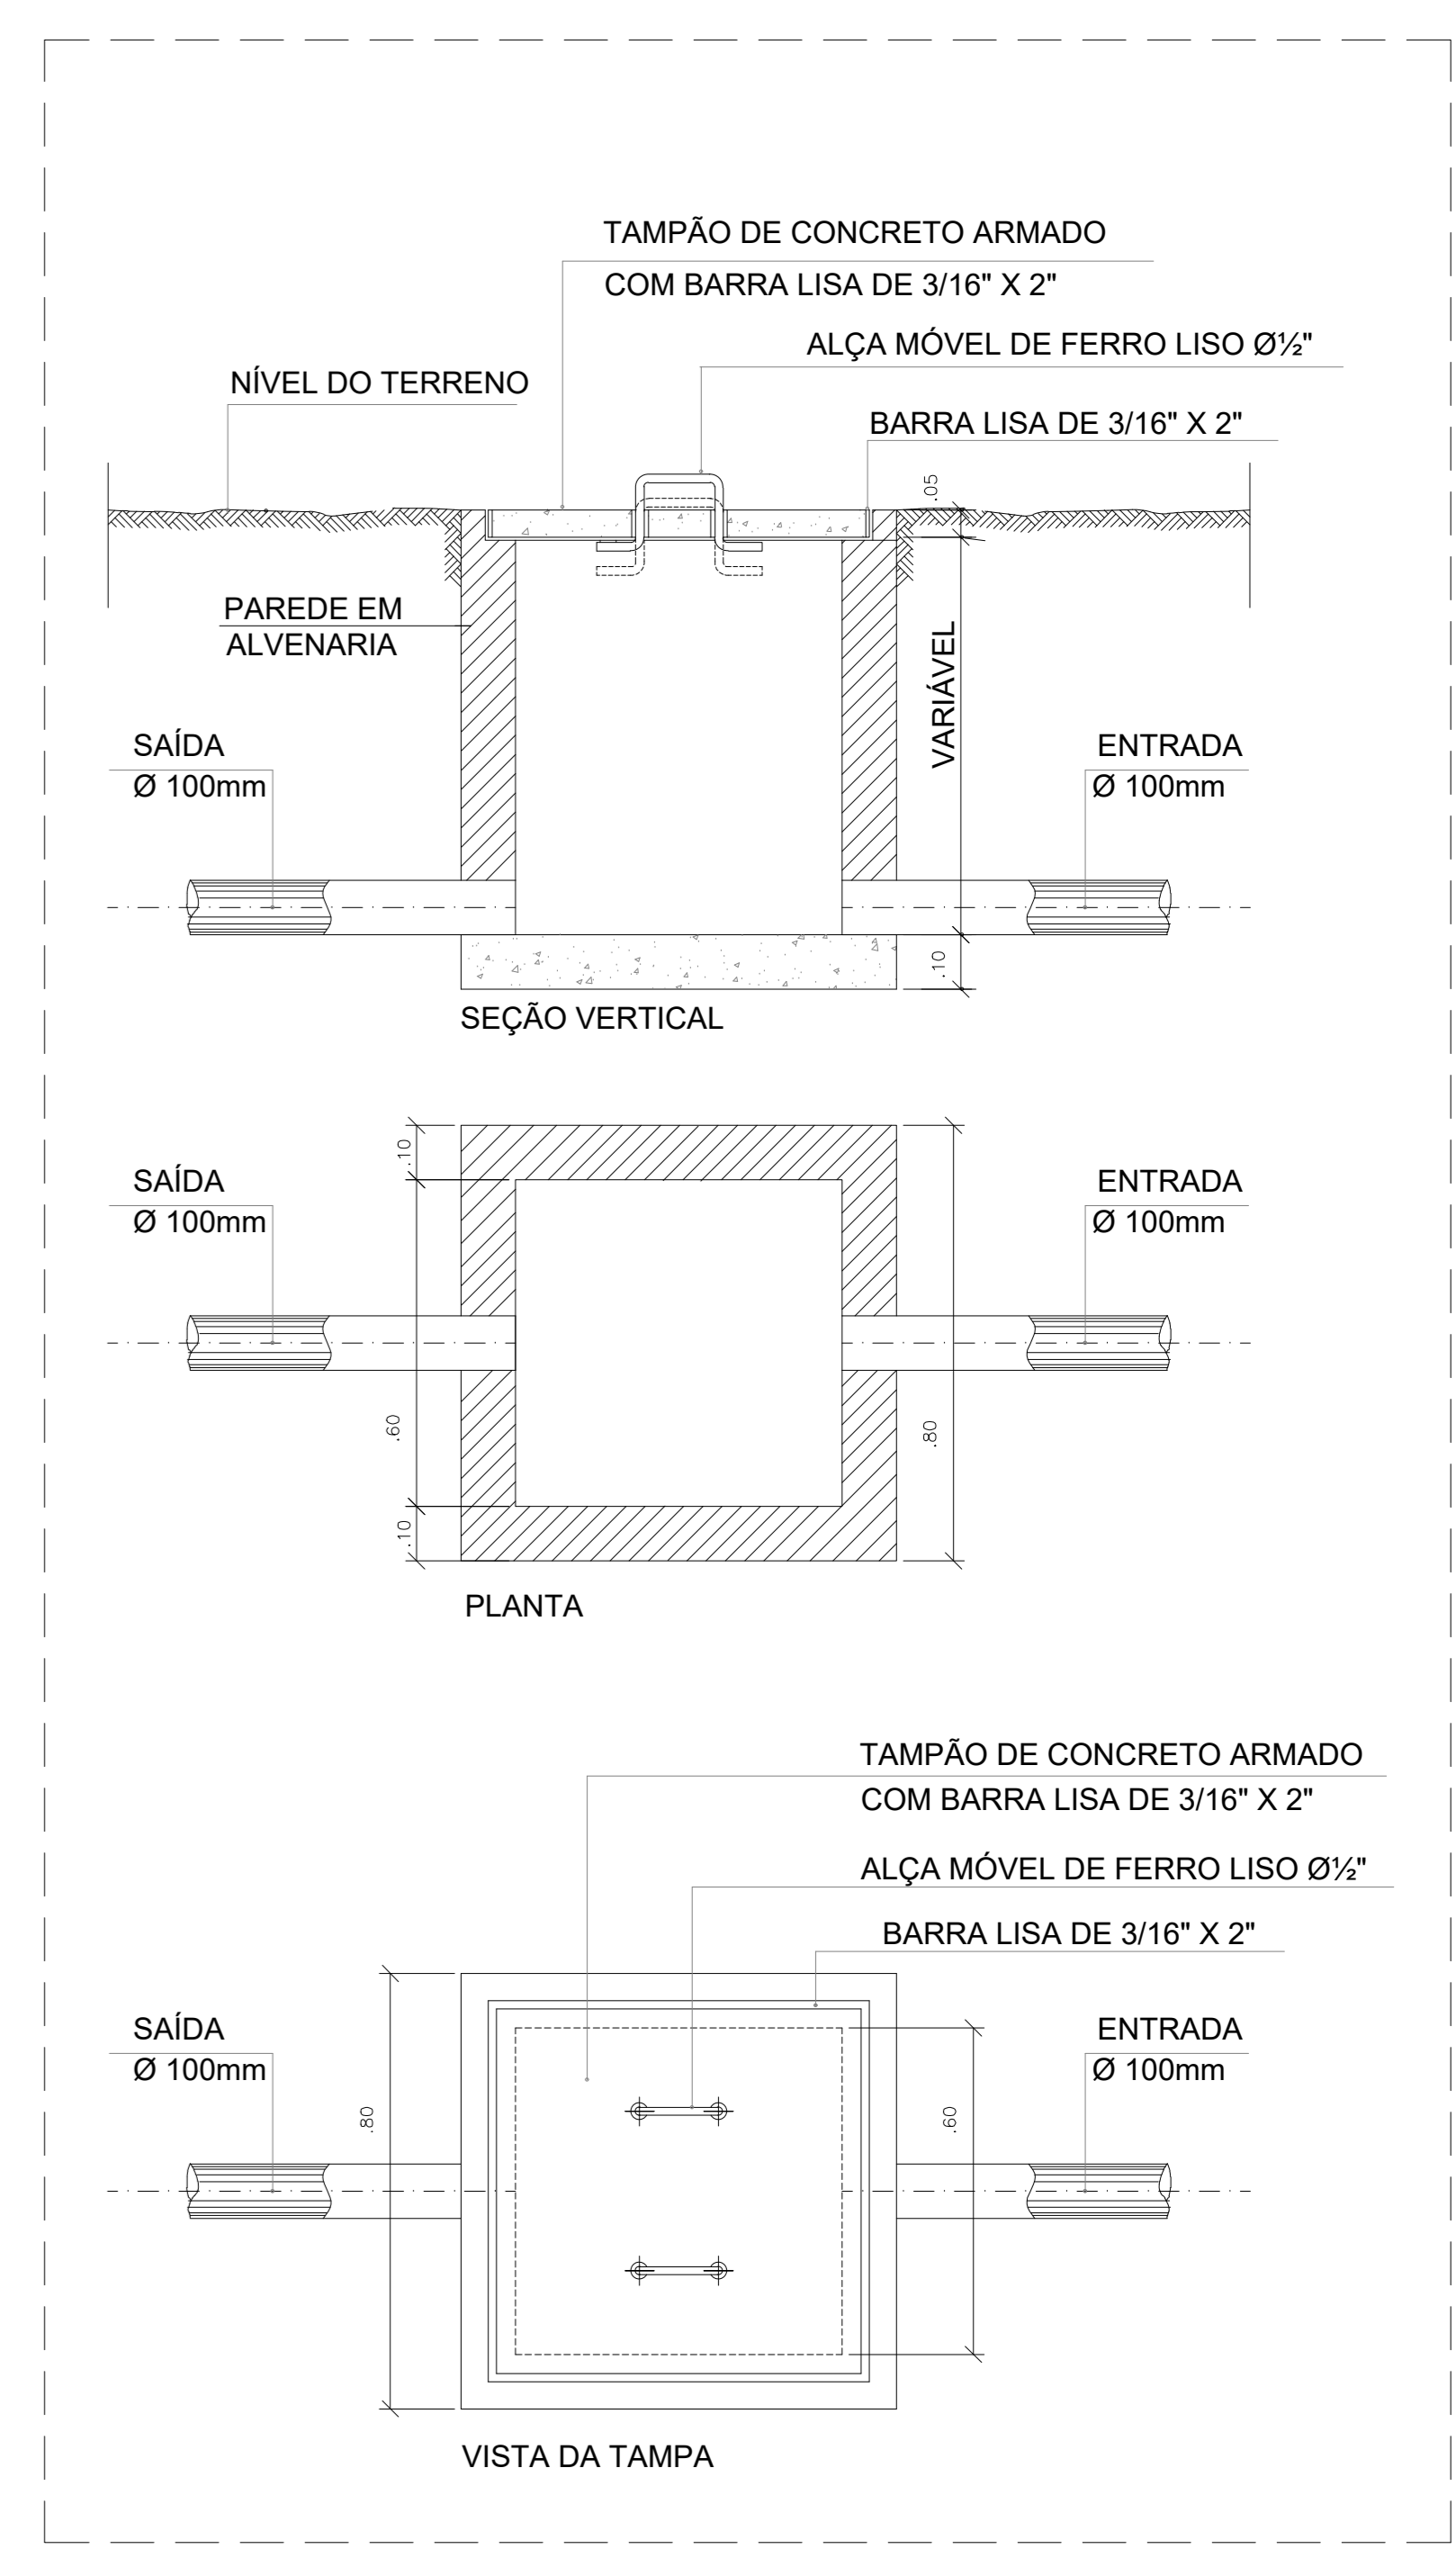 TAMPÃO DE CONCRETO ARMADO
COM BARRA LISA DE 3/16" X 2"
ALÇA MÓVEL DE FERRO LISO Ø½"
NÍVEL DO TERRENO
BARRA LISA DE 3/16" X 2"
.05
PAREDE EM
ALVENARIA
VARIÁVEL
SAÍDA
Ø 100mm
ENTRADA
Ø 100mm
.10
SEÇÃO VERTICAL
.10
SAÍDA
Ø 100mm
ENTRADA
Ø 100mm
.60
.80
.10
PLANTA
TAMPÃO DE CONCRETO ARMADO
COM BARRA LISA DE 3/16" X 2"
ALÇA MÓVEL DE FERRO LISO Ø½"
BARRA LISA DE 3/16" X 2"
SAÍDA
Ø 100mm
ENTRADA
Ø 100mm
.80
.60
VISTA DA TAMPA